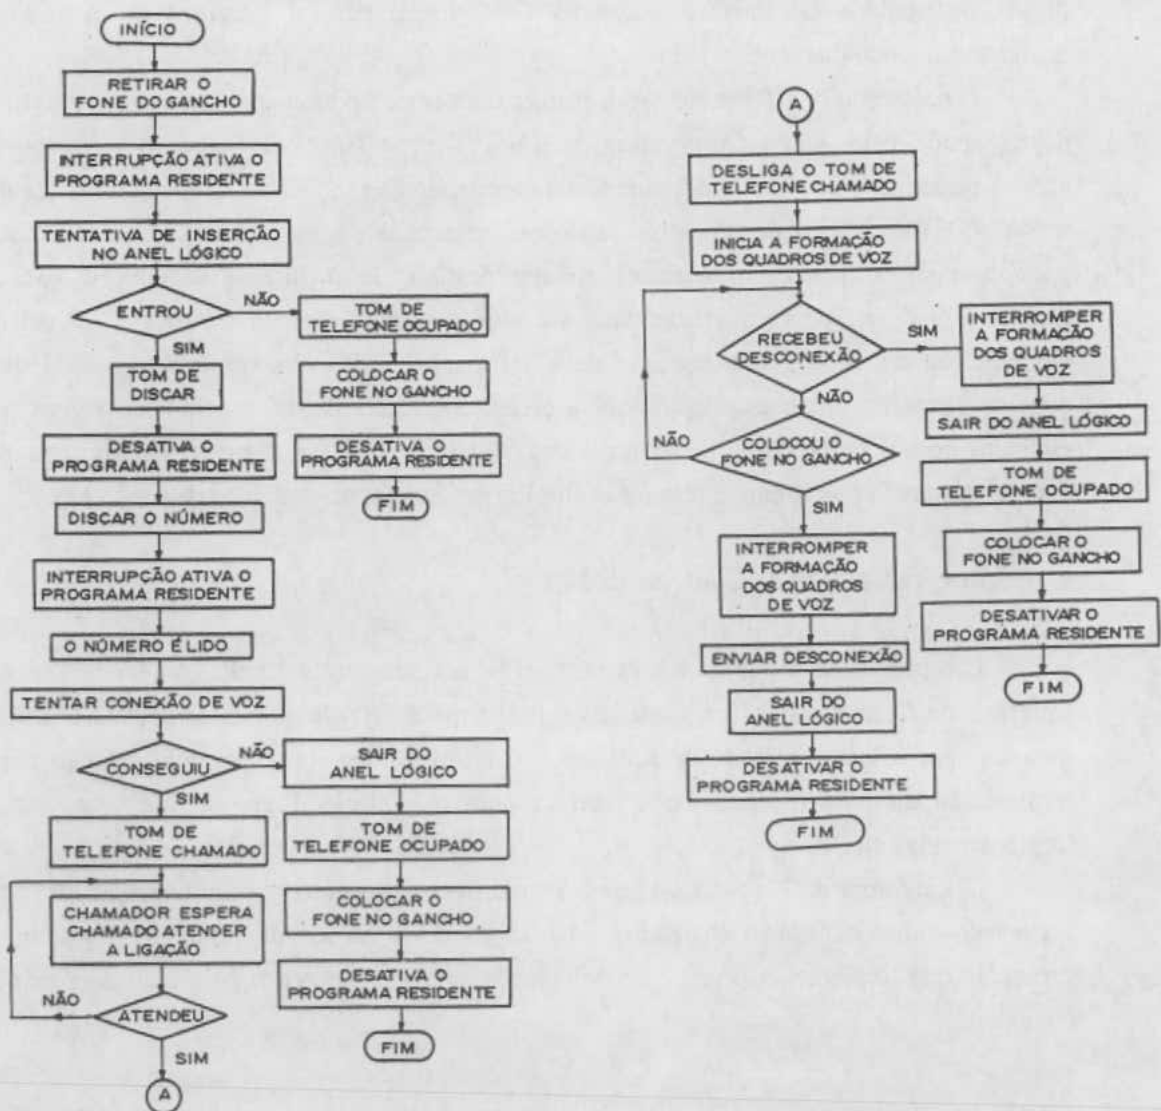 INÍCIO
RETIRAR O
FONE DO GANCHO
INTERRUPÇÃO ATIVA O
PROGRAMA RESIDENTE
TENTATIVA DE INSERÇÃO
NO ANEL LÓGICO
ENTROU
NÃO
SIM
TOM DE
TELEFONE OCUPADO
COLOCAR O
FONE NO GANCHO
DESATIVA O
PROGRAMA RESIDENTE
FIM
TOM DE
DISCAR
DESATIVA O
PROGRAMA RESIDENTE
DISCAR O NÚMERO
INTERRUPÇÃO ATIVA O
PROGRAMA RESIDENTE
O NÚMERO É LIDO
TENTAR CONEXÃO DE VOZ
CONSEGUIU
NÃO
SIM
SAIR DO
ANEL LÓGICO
TOM DE
TELEFONE OCUPADO
COLOCAR O
FONE NO GANCHO
DESATIVA O
PROGRAMA RESIDENTE
FIM
TOM DE
TELEFONE CHAMADO
CHAMADOR ESPERA
CHAMADO ATENDER
A LIGAÇÃO
NÃO
ATENDEU
SIM
A
A
DESLIGA O TOM DE
TELEFONE CHAMADO
INICIA A FORMAÇÃO
DOS QUADROS DE VOZ
RECEBEU
DESCONEXÃO
SIM
NÃO
INTERROMPER
A FORMAÇÃO
DOS QUADROS
DE VOZ
SAIR DO ANEL LÓGICO
TOM DE
TELEFONE OCUPADO
COLOCAR O
FONE NO GANCHO
DESATIVAR O
PROGRAMA RESIDENTE
FIM
NÃO
COLOCOU O
FONE NO GANCHO
SIM
INTERROMPER
A FORMAÇÃO
DOS QUADROS
DE VOZ
ENVIAR DESCONEXÃO
SAIR DO
ANEL LÓGICO
DESATIVAR O
PROGRAMA RESIDENTE
FIM